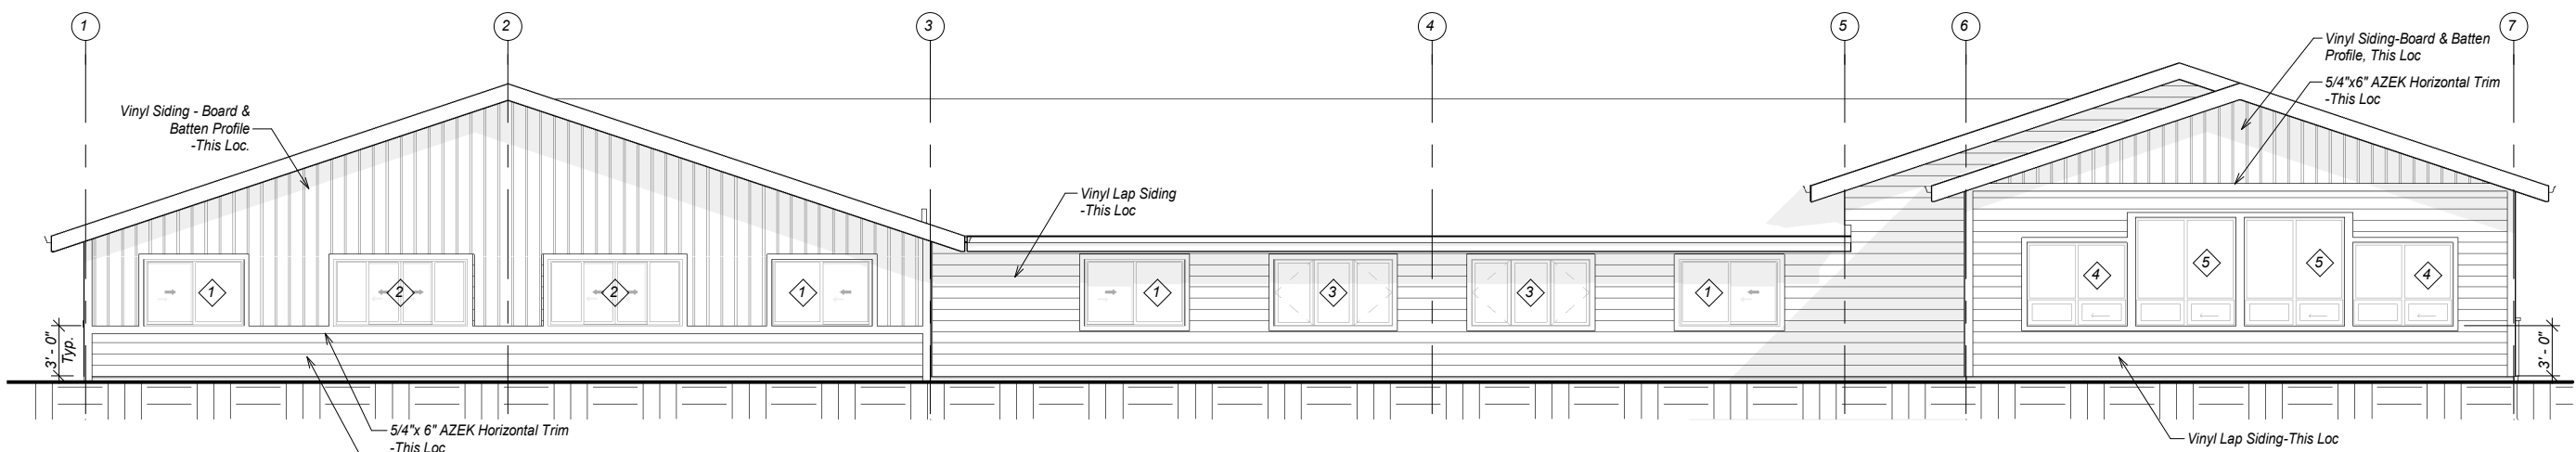 1
2
3
4
5
6
7
Vinyl Siding - Board &
Batten Profile
-This Loc.
Vinyl Lap Siding
-This Loc
Vinyl Siding-Board & Batten
Profile, This Loc
5/4"x6" AZEK Horizontal Trim
-This Loc
1
2
2
1
1
3
3
1
4
5
5
4
3' - 0"
Typ.
3' - 0"
5/4"x 6" AZEK Horizontal Trim
-This Loc
Vinyl Lap Siding-This Loc